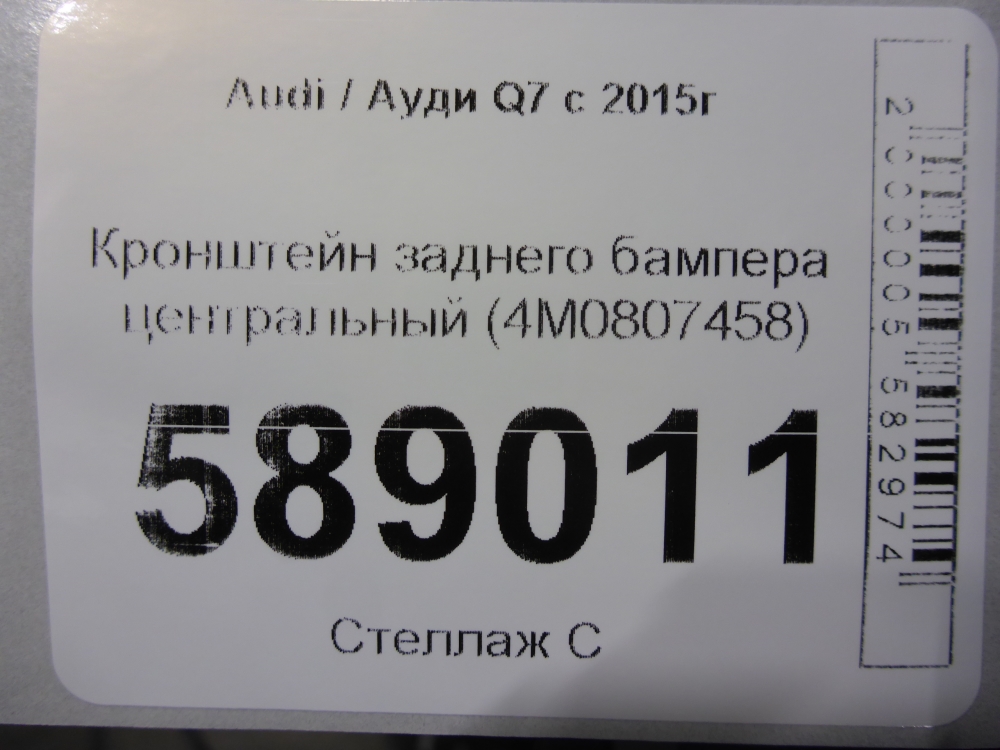 Audi / Ауди Q7 с 2015г
Кронштейн заднего бампера
центральный (4M0807458)
589011
Стеллаж С
2000005582974